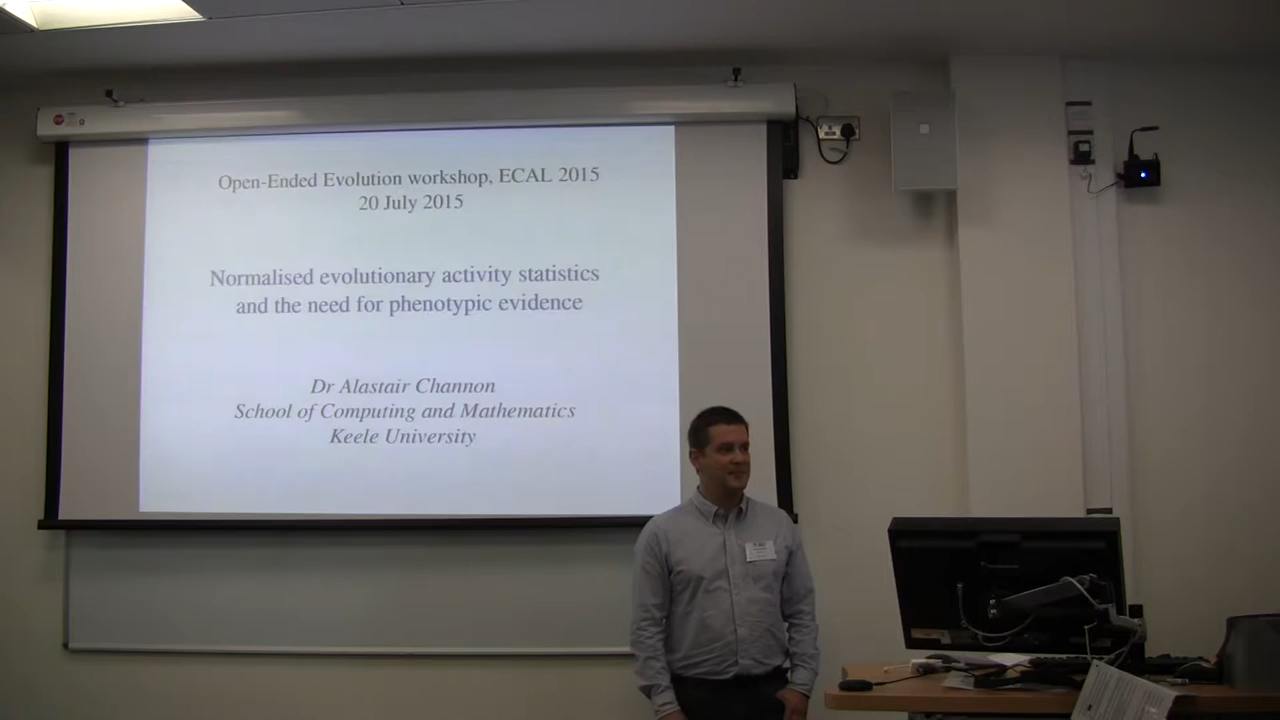 Open-Ended Evolution workshop, ECAL 2015
20 July 2015
Normalised evolutionary activity statistics
and the need for phenotypic evidence
Dr Alastair Channon
School of Computing and Mathematics
Keele University